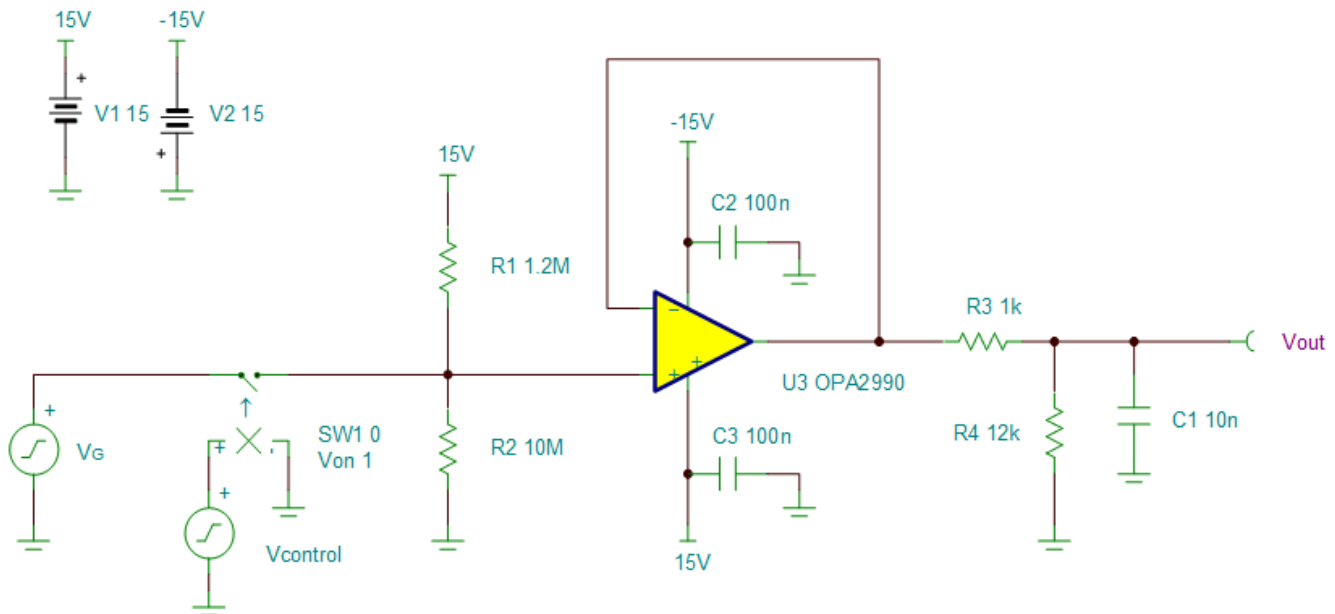 15V
-15V
V1 15
V2 15
15V
-15V
C2 100n
R1 1.2M
R3 1k
Vout
U3 OPA2990
+
VG
SW1 0
Von 1
R2 10M
C3 100n
R4 12k
C1 10n
Vcontrol
15V